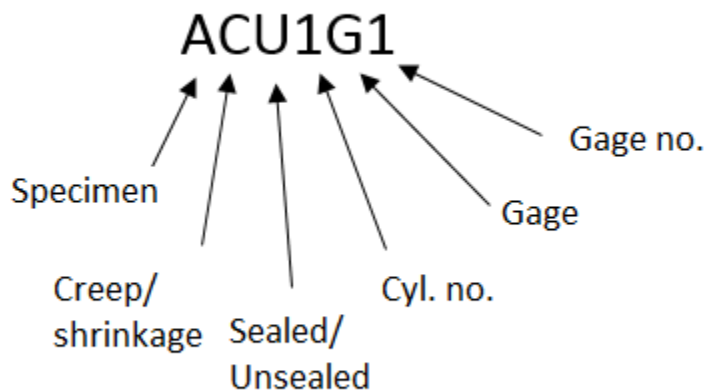 ACU1G1
Gage no.
Specimen
Gage
Creep/
shrinkage
Cyl. no.
Sealed/
Unsealed